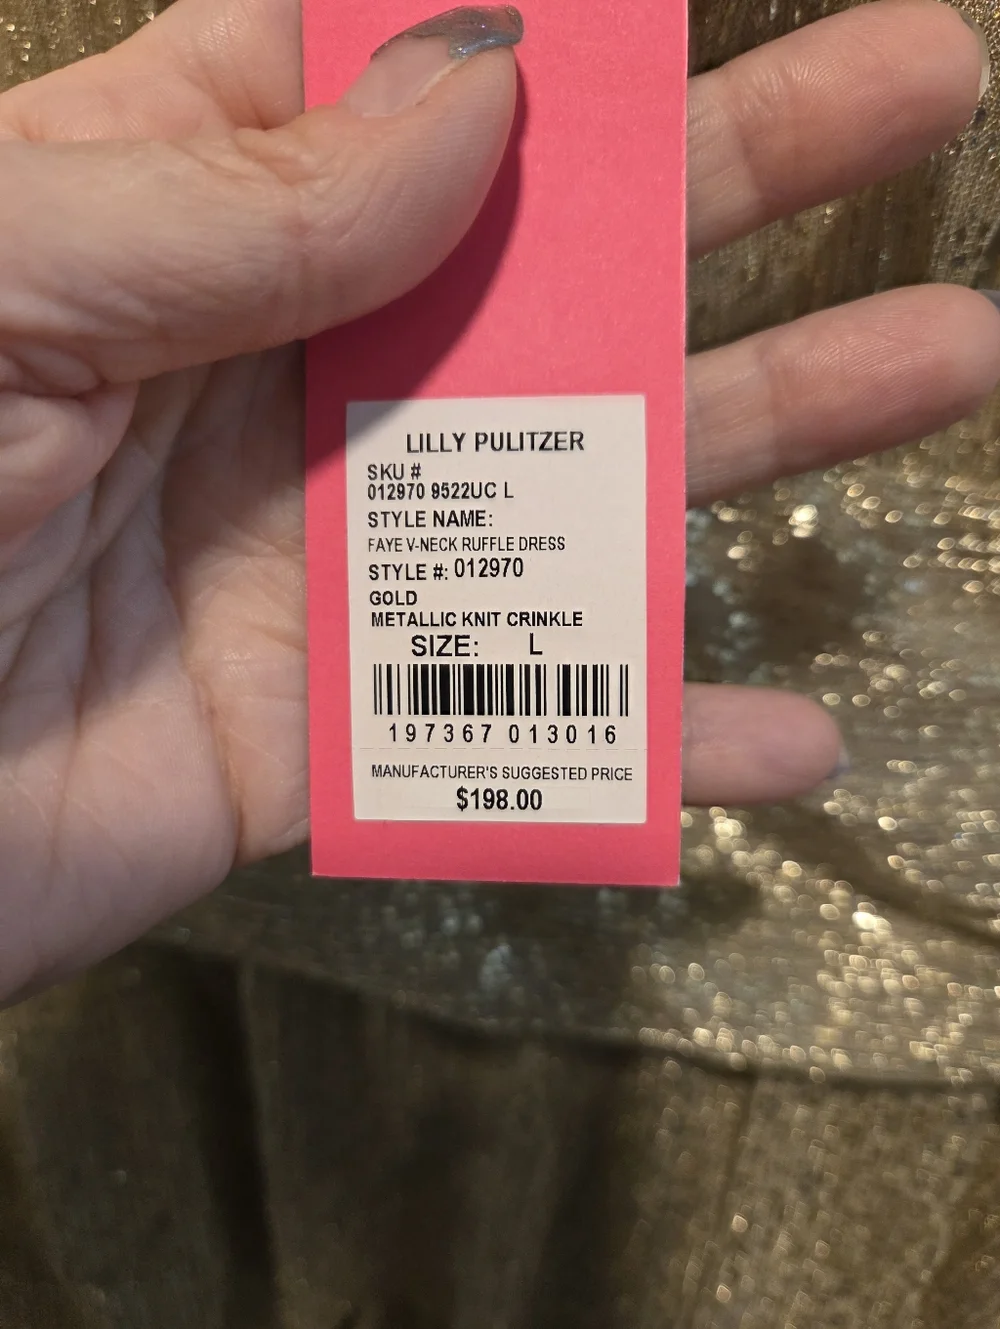 LILLY PULITZER
SKU #
012970 9522UC L
STYLE NAME:
FAYE V-NECK RUFFLE DRESS
STYLE #: 012970
GOLD
METALLIC KNIT CRINKLE
SIZE: L
197367 013016
MANUFACTURER'S SUGGESTED PRICE
$198.00